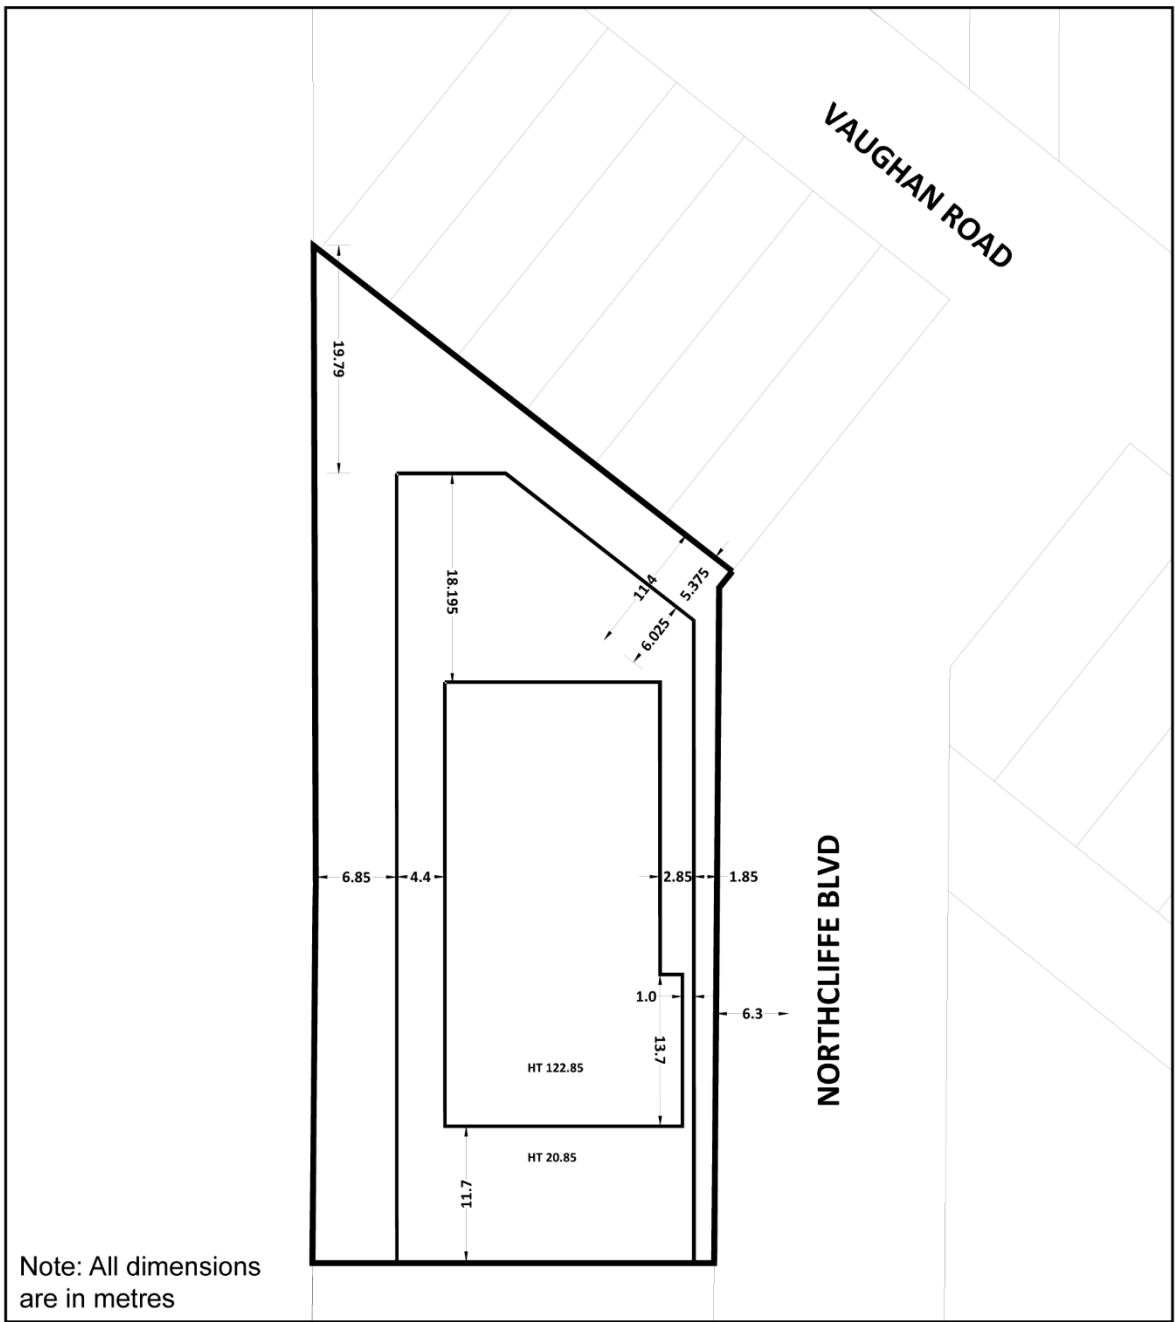 VAUGHAN ROAD
19.79
18.195
11.4
5.375
6.025
6.85
4.4
2.85
1.85
NORTHCLIFFE BLVD
1.0
6.3
13.7
HT 122.85
HT 20.85
11.7
Note: All dimensions
are in metres